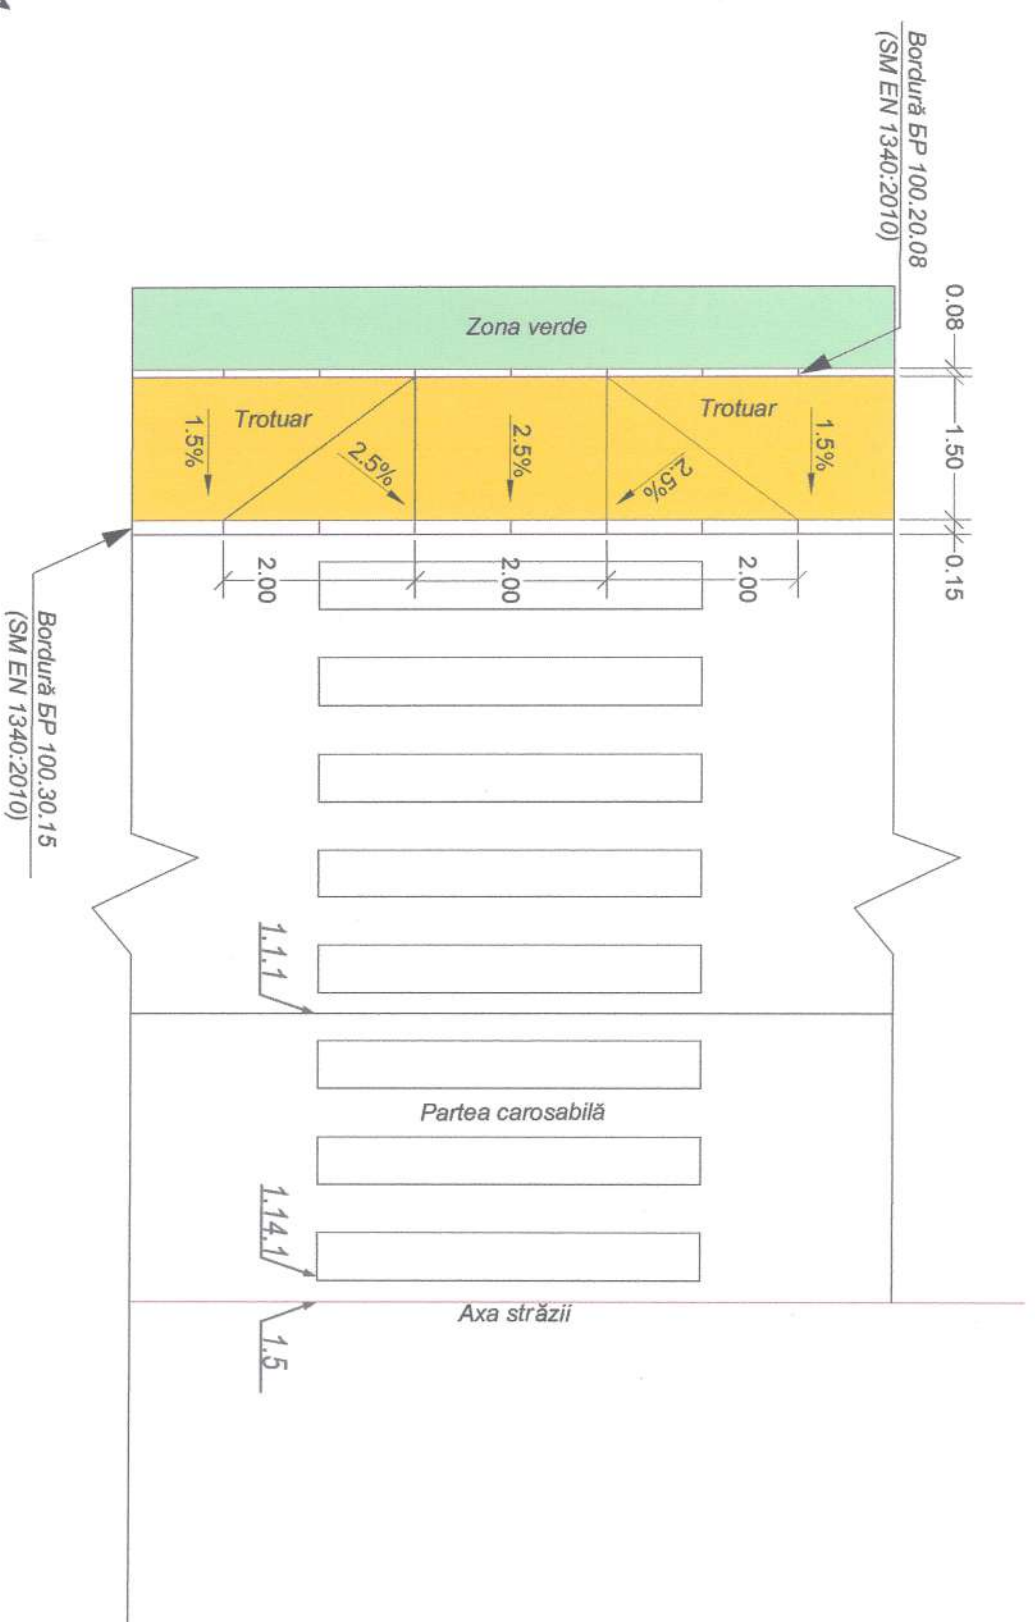 Bordură БР 100.20.08
(SM EN 1340:2010)
0.08
1.50
0.15
Zona verde
Trotuar
Trotuar
1.5%
2.5%
2.5%
2.5%
1.5%
2.00
2.00
2.00
Bordură БР 100.30.15
(SM EN 1340:2010)
1.1.1
Partea carosabilă
1.14.1
Axa străzii
1.5